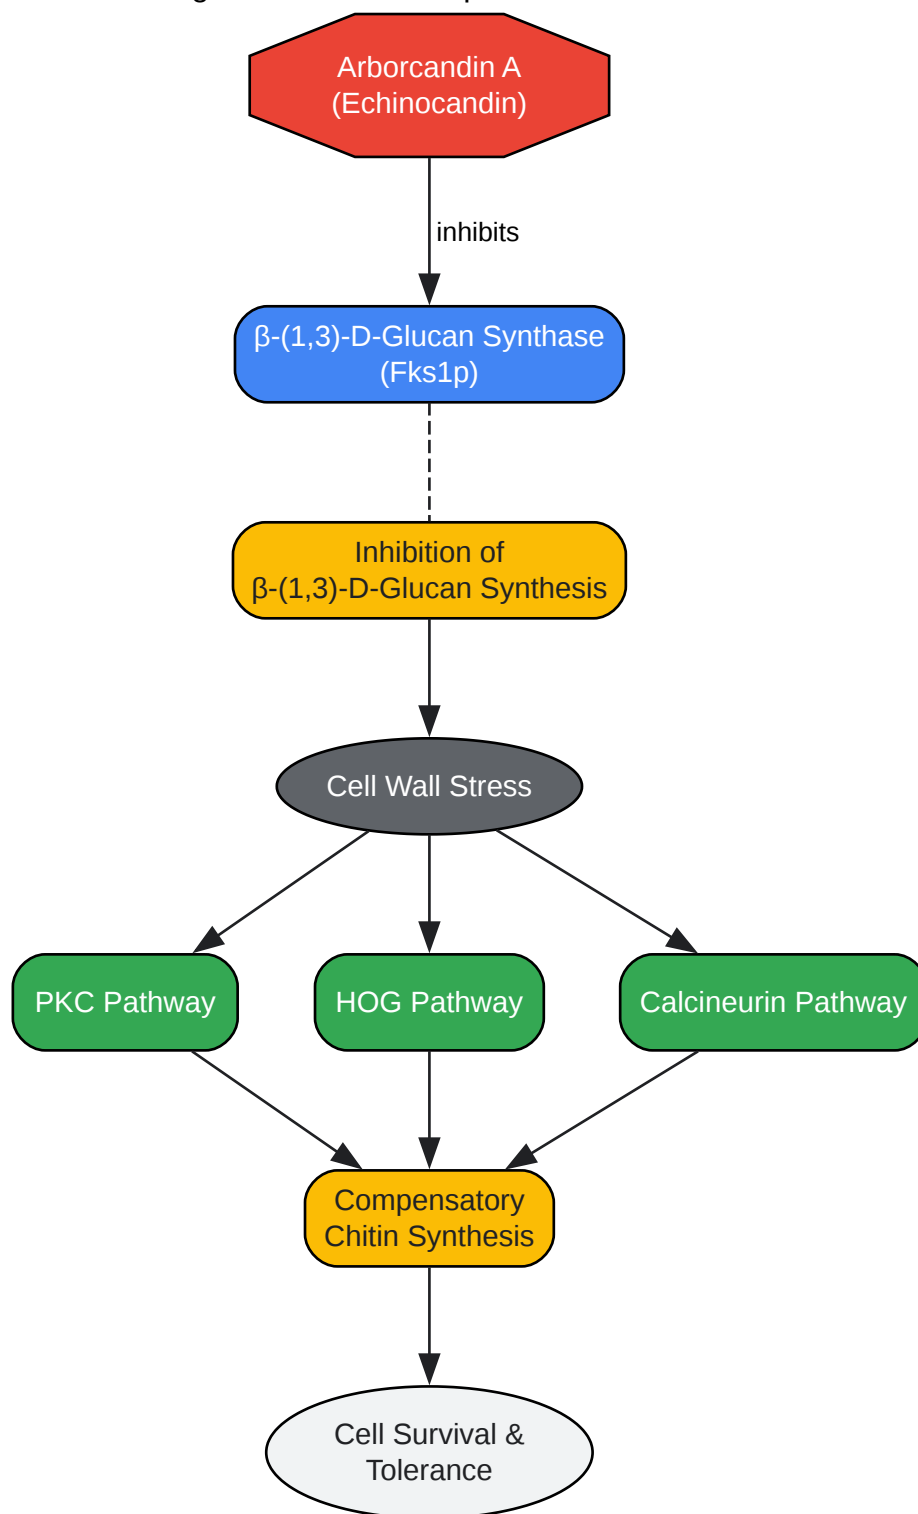 Arborcandin A
(Echinocandin)
inhibits
β-(1,3)-D-Glucan Synthase
(Fks1p)
Inhibition of
β-(1,3)-D-Glucan Synthesis
Cell Wall Stress
PKC Pathway
HOG Pathway
Calcineurin Pathway
Compensatory
Chitin Synthesis
Cell Survival &
Tolerance